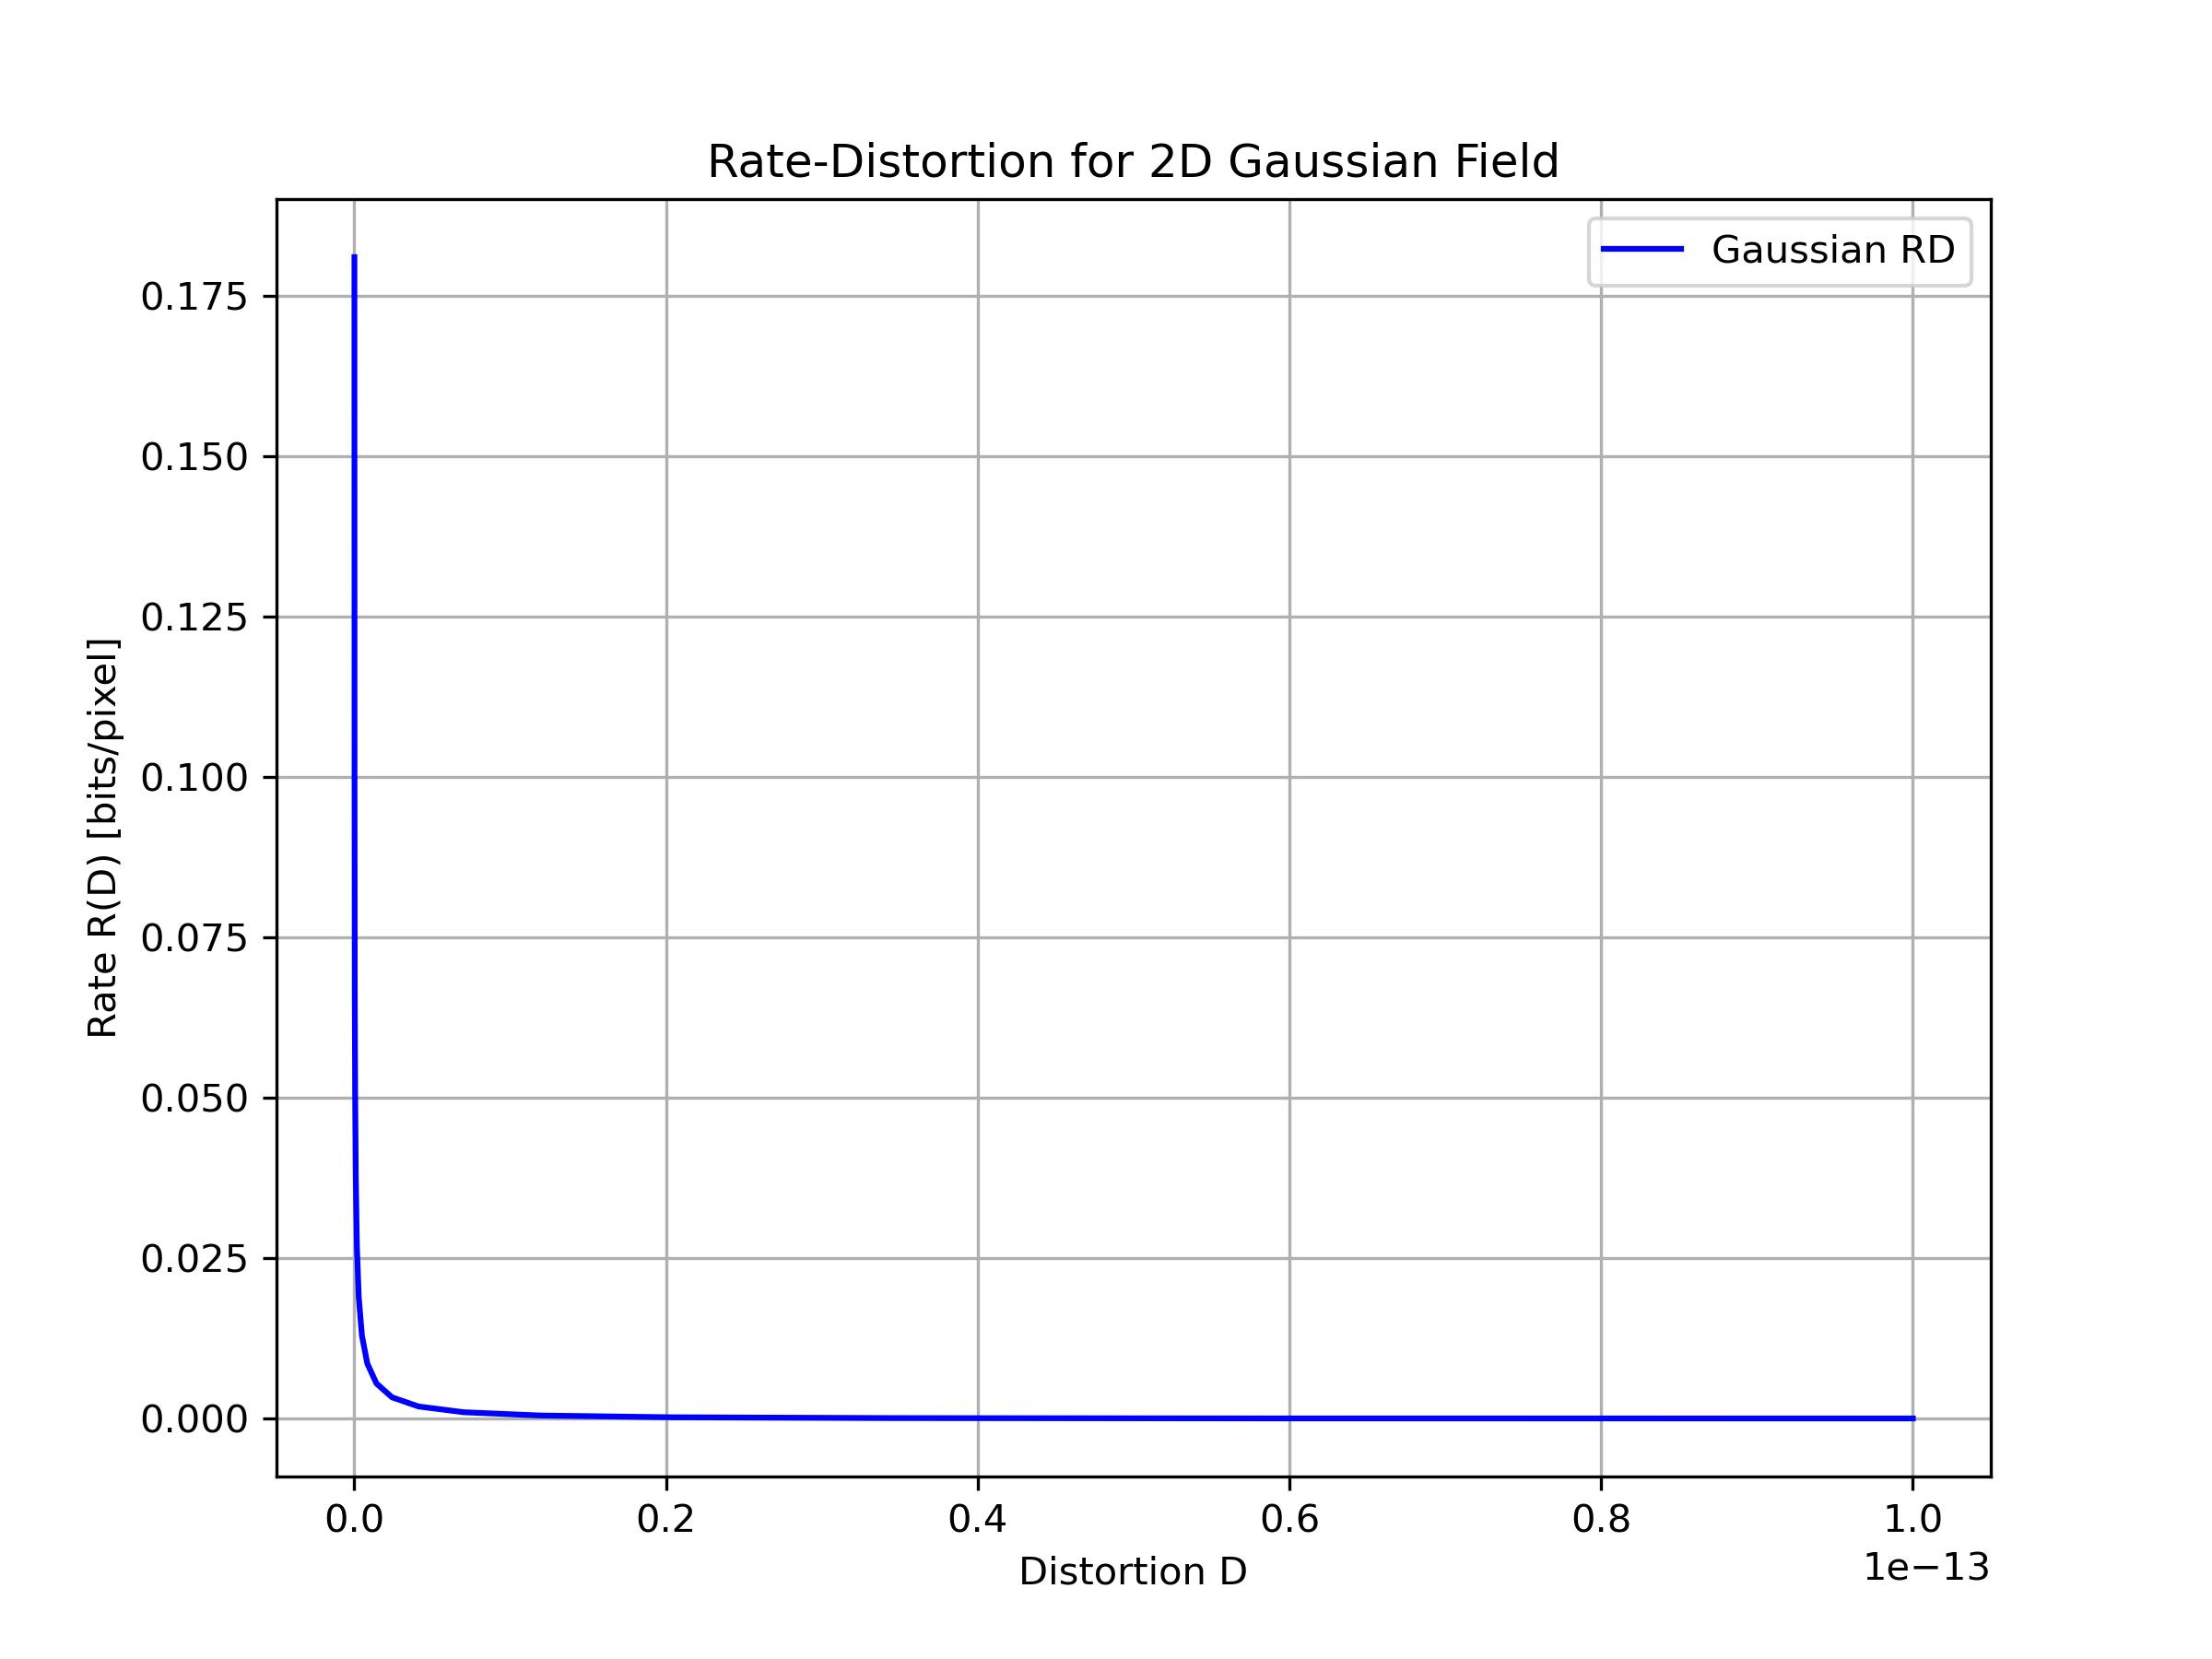 Rate-Distortion for 2D Gaussian Field
Gaussian RD
0.175
0.150
0.125
0.100
0.075
0.050
0.025
0.000
Rate R(D) [bits/pixel]
0.0 0.2 0.4 0.6 0.8 1.0
1e−13
Distortion D